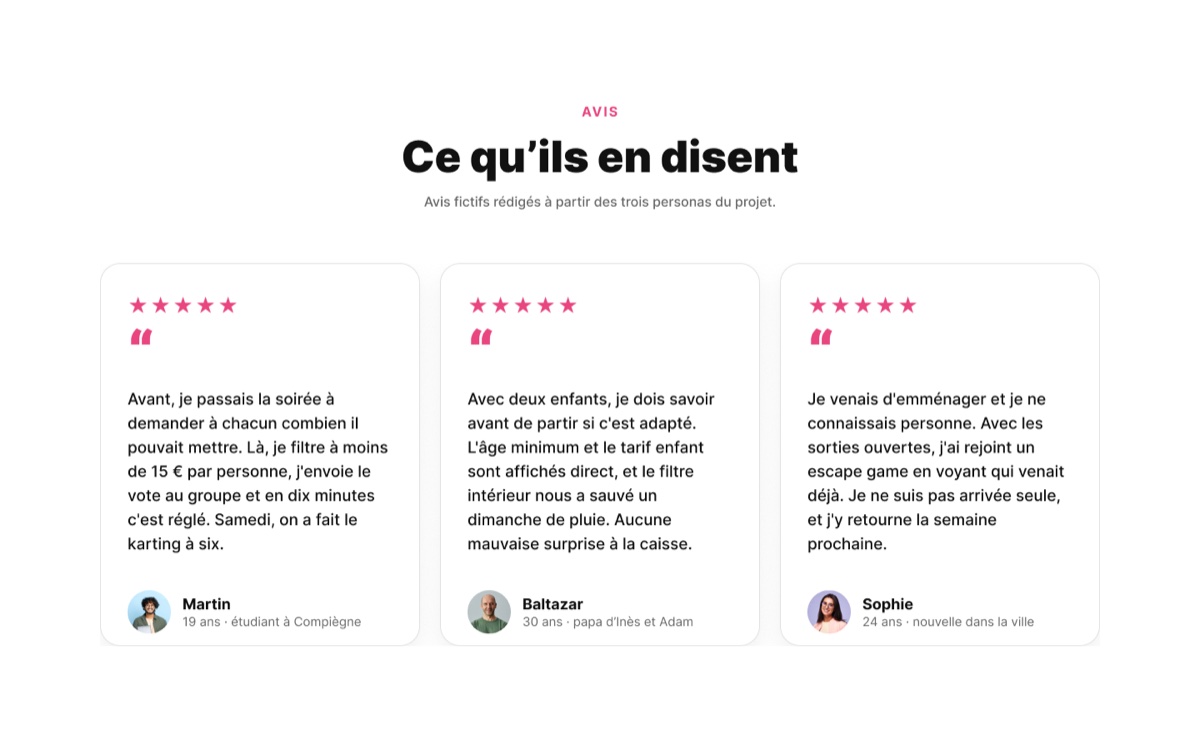 AVIS
Ce qu’ils en disent
Avis fictifs rédigés à partir des trois personas du projet.
★★★★★
“
Avant, je passais la soirée à
demander à chacun combien il
pouvait mettre. Là, je filtre à moins
de 15 € par personne, j'envoie le
vote au groupe et en dix minutes
c'est réglé. Samedi, on a fait le
karting à six.
Martin
19 ans · étudiant à Compiègne
★★★★★
“
Avec deux enfants, je dois savoir
avant de partir si c'est adapté.
L'âge minimum et le tarif enfant
sont affichés direct, et le filtre
intérieur nous a sauvé un
dimanche de pluie. Aucune
mauvaise surprise à la caisse.
Baltazar
30 ans · papa d’Inès et Adam
★★★★★
“
Je venais d'emménager et je ne
connaissais personne. Avec les
sorties ouvertes, j'ai rejoint un
escape game en voyant qui venait
déjà. Je ne suis pas arrivée seule,
et j'y retourne la semaine
prochaine.
Sophie
24 ans · nouvelle dans la ville